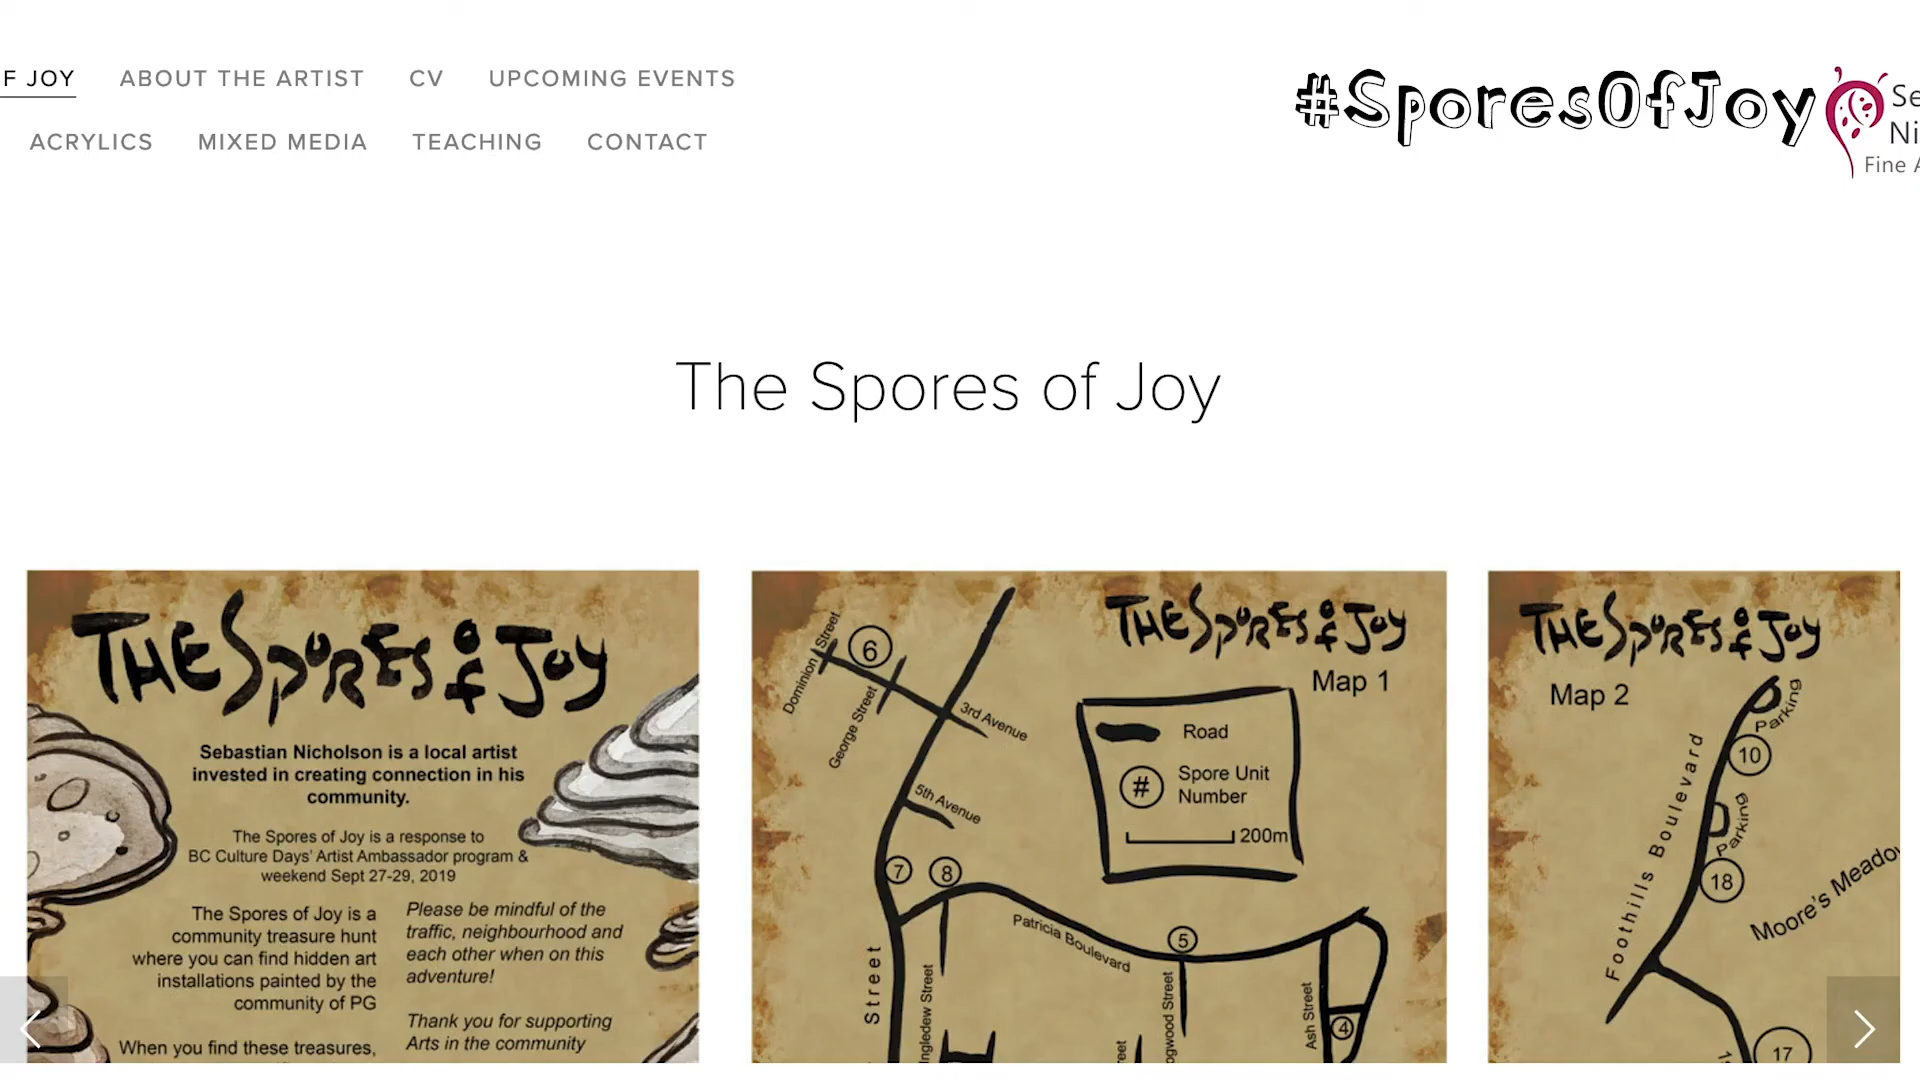 F JOY ABOUT THE ARTIST CV UPCOMING EVENTS
ACRYLICS MIXED MEDIA TEACHING CONTACT
#SporesOfJoy
Fine
The Spores of Joy
THE SPORES of JOY
Sebastian Nicholson is a local artist
invested in creating connection in his
community.
The Spores of Joy is a response to
BC Culture Days' Artist Ambassador program &
weekend Sept 27-29, 2019
The Spores of Joy is a
community treasure hunt
where you can find hidden art
installations painted by the
community of PG
When you find these treasures,
Please be mindful of the
traffic, neighbourhood and
each other when on this
adventure!
Thank you for supporting
Arts in the community
THE SPORES of JOY
Map 1
Road
# Spore Unit
Number
200m
Dominion Street
6
George Street
3rd Avenue
5th Avenue
7
8
Patricia Boulevard
5
Street
Ingledew Street
Ash Street
4
THE SPORES of JOY
Map 2
Parking
10
Parking
18
Foothills Boulevard
Moore's
17